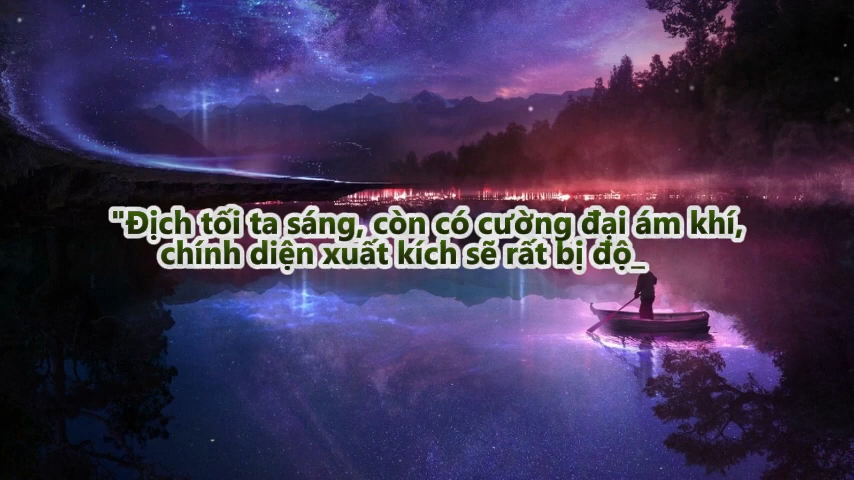 "Địch tối ta sáng, còn có cường đại ám khí,
chính diện xuất kích sẽ rất bị độ_